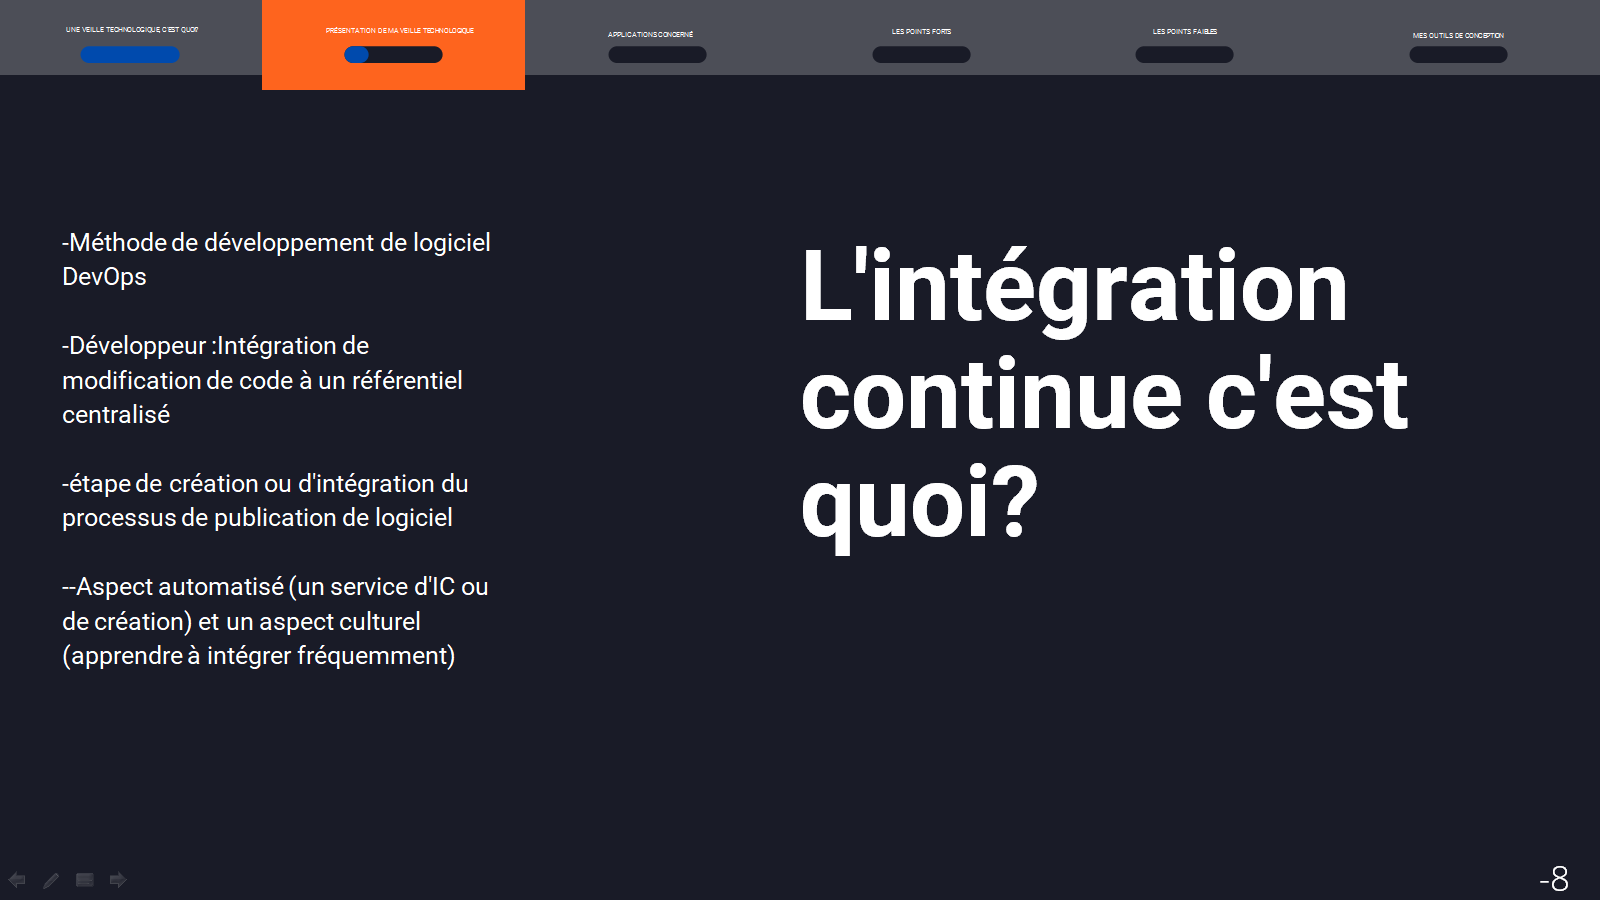 UNE VEILLE TECHNOLOGIQUE, C'EST QUOI?
PRÉSENTATION DE MA VEILLE TECHNOLOGIQUE
APPLICATIONS CONCERNÉ
LES POINTS FORTS
LES POINTS FAIBLES
MES OUTILS DE CONCEPTION
-Méthode de développement de logiciel
DevOps
-Développeur :Intégration de
modification de code à un référentiel
centralisé
-étape de création ou d'intégration du
processus de publication de logiciel
--Aspect automatisé (un service d'IC ou
de création) et un aspect culturel
(apprendre à intégrer fréquemment)
L'intégration
continue c'est
quoi?
-8